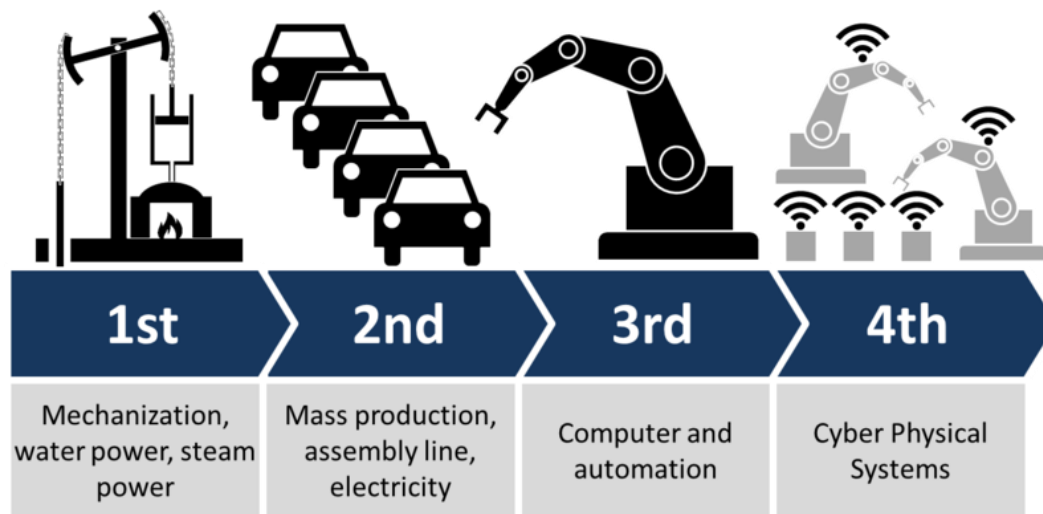 1st
2nd
3rd
4th
Mechanization,
water power, steam
power
Mass production,
assembly line,
electricity
Computer and
automation
Cyber Physical
Systems